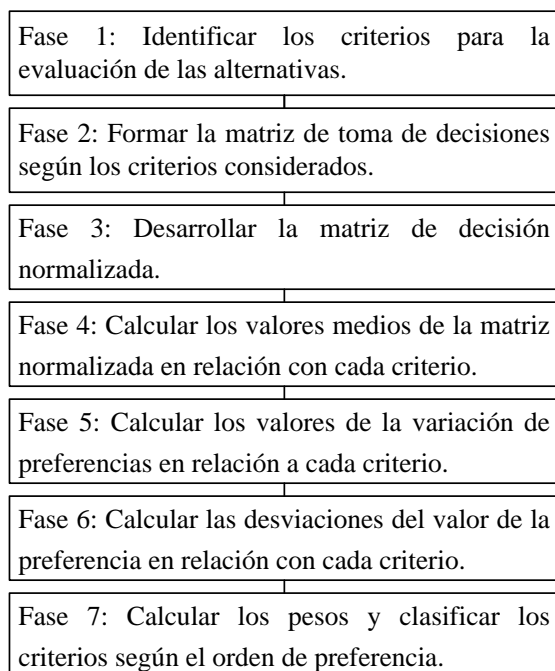 Fase 1: Identificar los criterios para la
evaluación de las alternativas.
Fase 2: Formar la matriz de toma de decisiones
según los criterios considerados.
Fase 3: Desarrollar la matriz de decisión
normalizada.
Fase 4: Calcular los valores medios de la matriz
normalizada en relación con cada criterio.
Fase 5: Calcular los valores de la variación de
preferencias en relación a cada criterio.
Fase 6: Calcular las desviaciones del valor de la
preferencia en relación con cada criterio.
Fase 7: Calcular los pesos y clasificar los
criterios según el orden de preferencia.